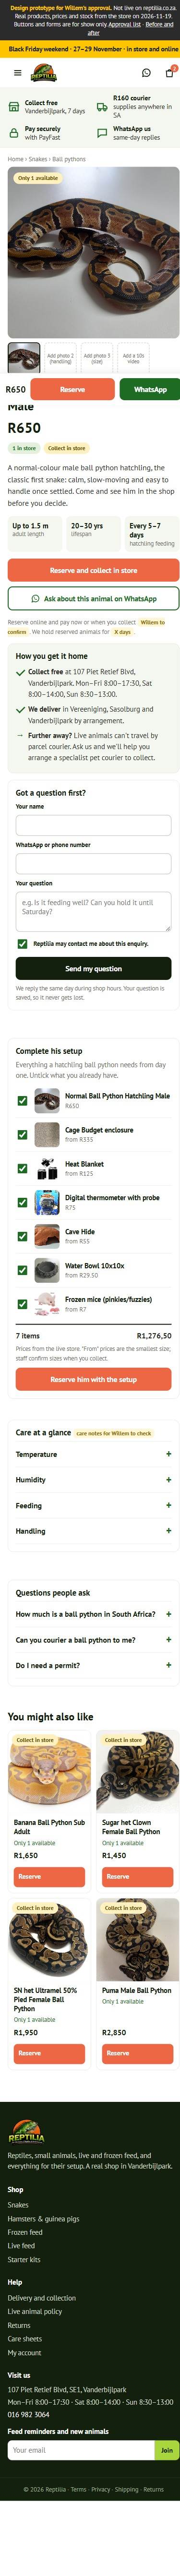 Design prototype for Willem's approval. Not live on reptilia.co.za.
Real products, prices and stock from the store on 2026-11-19.
Buttons and forms are for show only. Approval list · Before and
after
Black Friday weekend · 27–29 November · in store and online
REPTILIA
2
Collect free
Vanderbijlpark, 7 days
R160 courier
supplies anywhere in
SA
Pay securely
with PayFast
WhatsApp us
same-day replies
Home › Snakes › Ball pythons
Only 1 available
Add photo 2
(handling)
Add photo 3
(size)
Add a 10s
video
R650
Reserve
WhatsApp
Male
R650
1 in store
Collect in store
A normal-colour male ball python hatchling, the
classic first snake: calm, slow-moving and easy to
handle once settled. Come and see him in the shop
before you decide.
Up to 1.5 m
adult length
20–30 yrs
lifespan
Every 5–7
days
hatchling feeding
Reserve and collect in store
Ask about this animal on WhatsApp
Reserve online and pay now or when you collect Willem to
confirm. We hold reserved animals for X days.
How you get it home
Collect free at 107 Piet Retief Blvd,
Vanderbijlpark. Mon–Fri 8:00–17:30, Sat
8:00–14:00, Sun 8:30–13:00.
We deliver in Vereeniging, Sasolburg and
Vanderbijlpark by arrangement.
→ Further away? Live animals can't travel by
parcel courier. Ask us and we'll help you
arrange a specialist pet courier to collect.
Got a question first?
Your name
WhatsApp or phone number
Your question
e.g. Is it feeding well? Can you hold it until
Saturday?
Reptilia may contact me about this enquiry.
Send my question
We reply the same day during shop hours. Your question is
saved, so it never gets lost.
Complete his setup
Everything a hatchling ball python needs from day
one. Untick what you already have.
Normal Ball Python Hatchling Male
R650
Cage Budget enclosure
from R335
Heat Blanket
from R125
Digital thermometer with probe
R75
Cave Hide
from R55
Water Bowl 10x10x
from R29.50
Frozen mice (pinkies/fuzzies)
from R7
7 items
R1,276,50
Prices from the live store. "From" prices are the smallest size;
staff confirm sizes when you collect.
Reserve him with the setup
Care at a glance care notes for Willem to check
Temperature +
Humidity +
Feeding +
Handling +
Questions people ask
How much is a ball python in South Africa? +
Can you courier a ball python to me? +
Do I need a permit? +
You might also like
Collect in store
Banana Ball Python Sub
Adult
Only 1 available
R1,650
Reserve
Collect in store
Sugar het Clown
Female Ball Python
Only 1 available
R1,450
Reserve
Collect in store
SN het Ultramel 50%
Pied Female Ball
Python
Only 1 available
R1,950
Reserve
Collect in store
Puma Male Ball Python
Only 1 available
R2,850
Reserve
REPTILIA
Reptiles, small animals, live and frozen feed, and
everything for their setup. A real shop in Vanderbijlpark.
Shop
Snakes
Hamsters & guinea pigs
Frozen feed
Live feed
Starter kits
Help
Delivery and collection
Live animal policy
Returns
Care sheets
My account
Visit us
107 Piet Retief Blvd, SE1, Vanderbijlpark
Mon–Fri 8:00–17:30 · Sat 8:00–14:00 · Sun 8:30–13:00
016 982 3064
Feed reminders and new animals
Your email
Join
© 2026 Reptilia · Terms · Privacy · Shipping · Returns